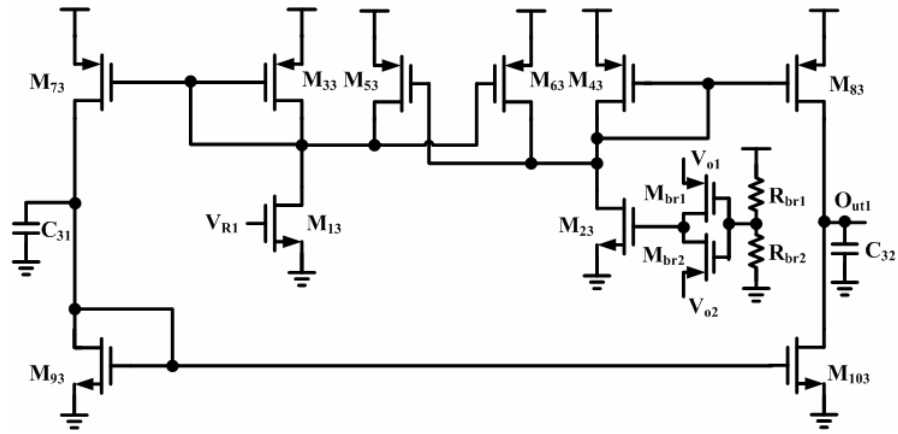 M73
M33
M53
M63
M43
M83
Vo1
Mbr1
Rbr1
Out1
C31
VR1
M13
M23
Mbr2
Rbr2
C32
Vo2
M93
M103